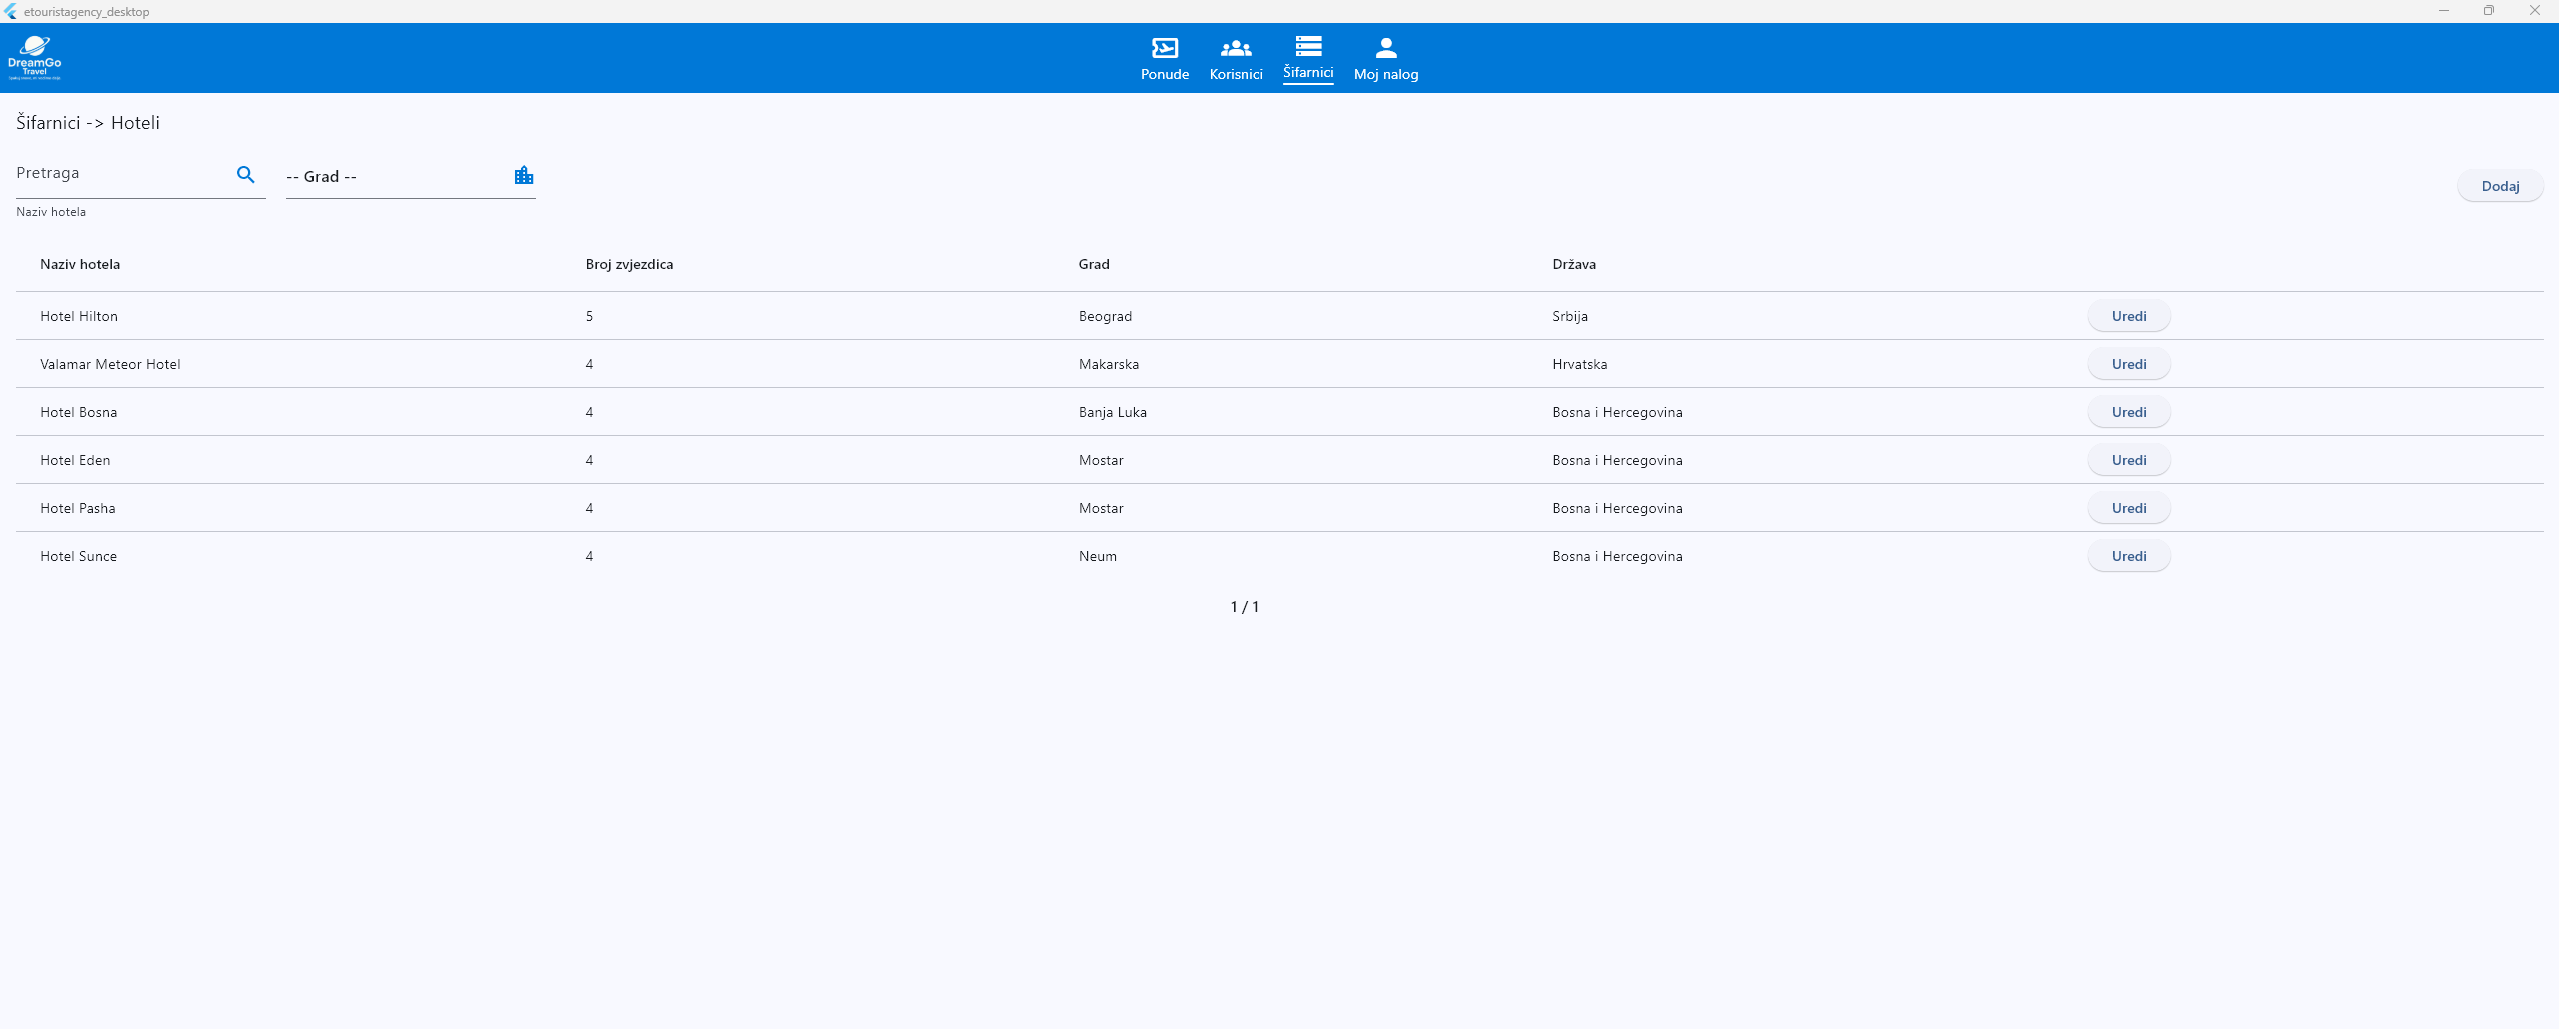 etouristagency_desktop
DreamGo
Travel
Ponude
Korisnici
Šifarnici
Moj nalog
Šifarnici -> Hoteli
Pretraga
-- Grad --
Naziv hotela
Dodaj
Naziv hotela Broj zvjezdica Grad Država
Hotel Hilton 5 Beograd Srbija Uredi
Valamar Meteor Hotel 4 Makarska Hrvatska Uredi
Hotel Bosna 4 Banja Luka Bosna i Hercegovina Uredi
Hotel Eden 4 Mostar Bosna i Hercegovina Uredi
Hotel Pasha 4 Mostar Bosna i Hercegovina Uredi
Hotel Sunce 4 Neum Bosna i Hercegovina Uredi
1 / 1